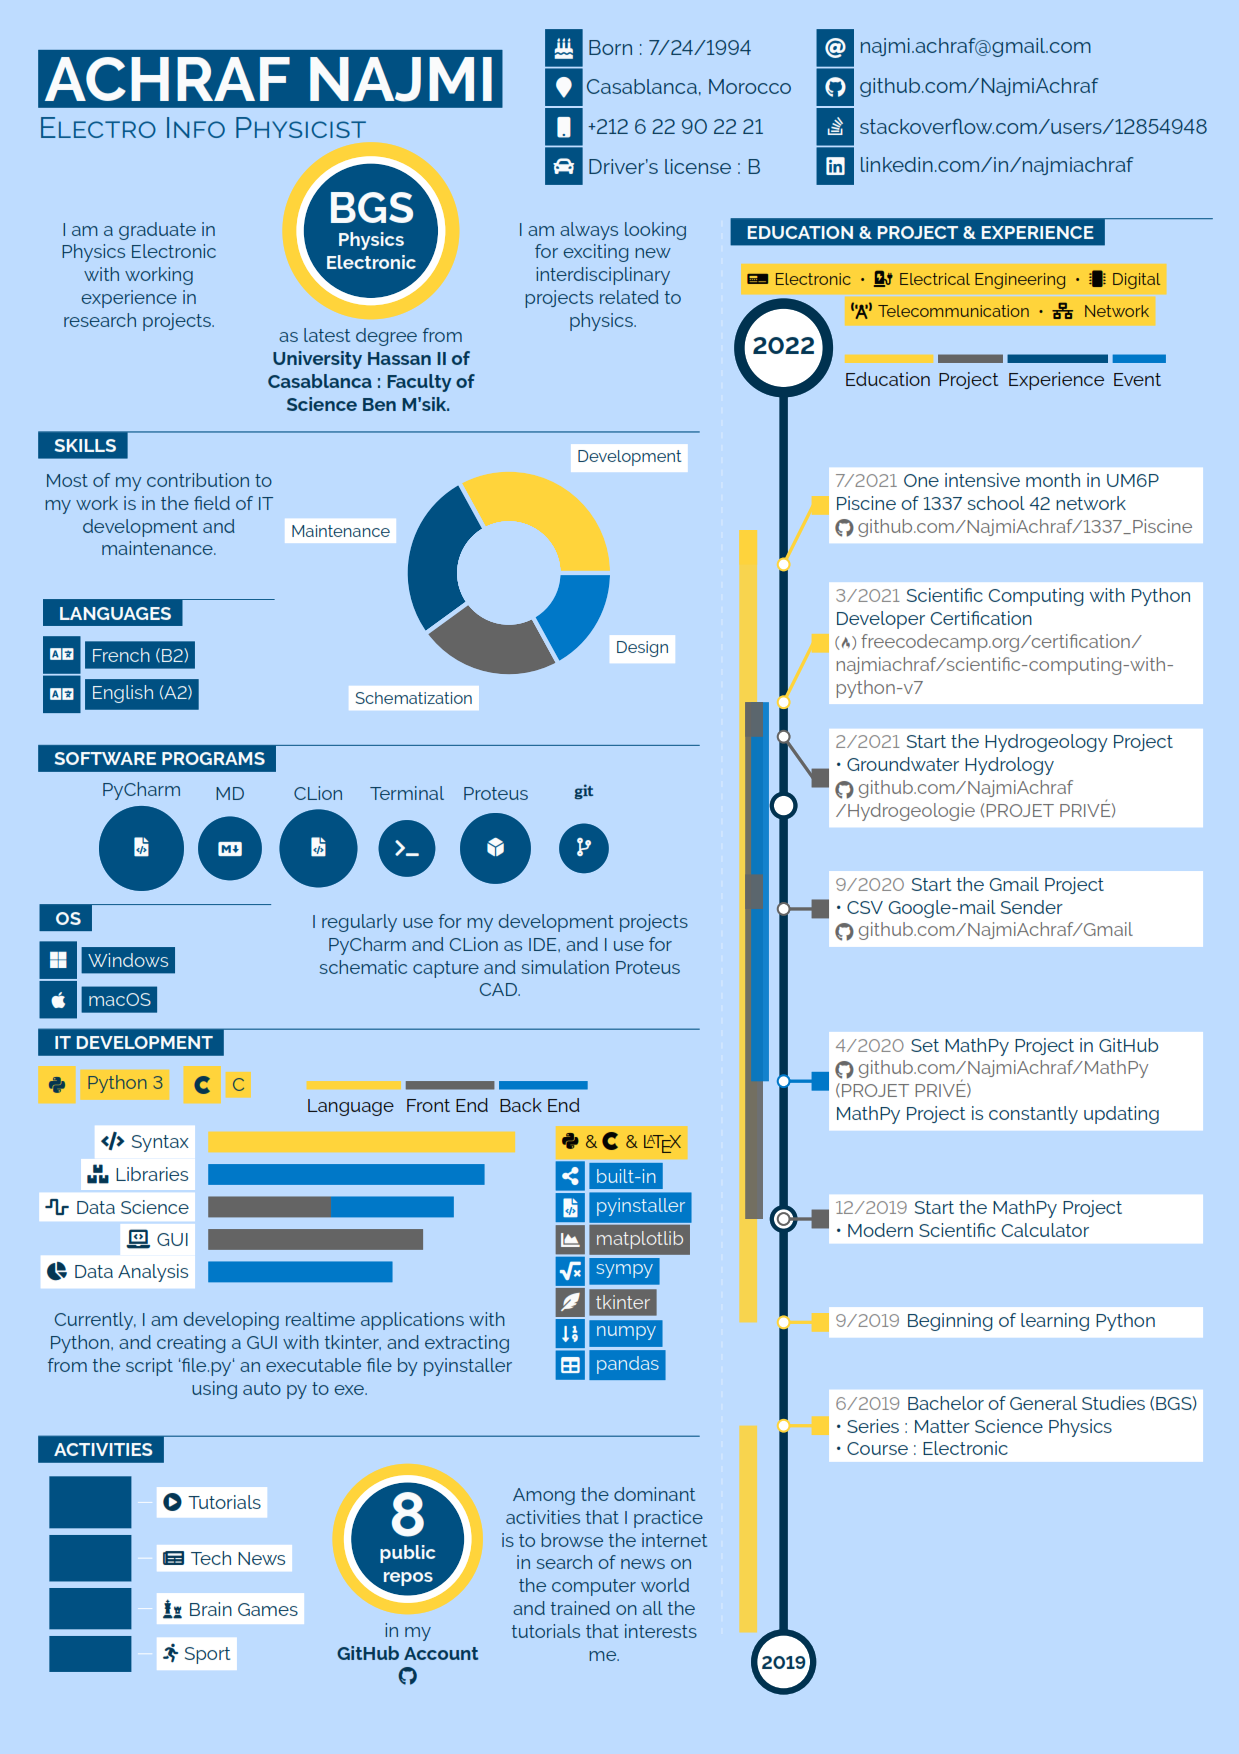 ACHRAF NAJMI
ELECTRO INFO PHYSICIST
Born : 7/24/1994
Casablanca, Morocco
+212 6 22 90 22 21
Driver's license : B
najmi.achraf@gmail.com
github.com/NajmiAchraf
stackoverflow.com/users/12854948
linkedin.com/in/najmiachraf
I am a graduate in
Physics Electronic
with working
experience in
research projects.
BGS
Physics
Electronic
as latest degree from
University Hassan II of
Casablanca : Faculty of
Science Ben M'sik.
I am always looking
for exciting new
interdisciplinary
projects related to
physics.
SKILLS
Most of my contribution to
my work is in the field of IT
development and
maintenance.
Development
Maintenance
Design
Schematization
LANGUAGES
French (B2)
English (A2)
SOFTWARE PROGRAMS
PyCharm
MD
CLion
Terminal
Proteus
git
OS
Windows
macOS
I regularly use for my development projects
PyCharm and CLion as IDE, and I use for
schematic capture and simulation Proteus
CAD.
IT DEVELOPMENT
Python 3
C
Language Front End Back End
Syntax
Libraries
Data Science
GUI
Data Analysis
& C & LATEX
built-in
pyinstaller
matplotlib
sympy
tkinter
numpy
pandas
Currently, I am developing realtime applications with
Python, and creating a GUI with tkinter, and extracting
from the script ‘file.py‘ an executable file by pyinstaller
using auto py to exe.
ACTIVITIES
Tutorials
Tech News
Brain Games
Sport
8
public
repos
in my
GitHub Account
Among the dominant
activities that I practice
is to browse the internet
in search of news on
the computer world
and trained on all the
tutorials that interests
me.
EDUCATION & PROJECT & EXPERIENCE
Electronic • Electrical Engineering • Digital
Telecommunication • Network
2022
Education Project Experience Event
7/2021 One intensive month in UM6P
Piscine of 1337 school 42 network
github.com/NajmiAchraf/1337_Piscine
3/2021 Scientific Computing with Python
Developer Certification
freecodecamp.org/certification/
najmiachraf/scientific-computing-with-
python-v7
2/2021 Start the Hydrogeology Project
• Groundwater Hydrology
github.com/NajmiAchraf
/Hydrogeologie (PROJET PRIVÉ)
9/2020 Start the Gmail Project
• CSV Google-mail Sender
github.com/NajmiAchraf/Gmail
4/2020 Set MathPy Project in GitHub
github.com/NajmiAchraf/MathPy
(PROJET PRIVÉ)
MathPy Project is constantly updating
12/2019 Start the MathPy Project
• Modern Scientific Calculator
9/2019 Beginning of learning Python
6/2019 Bachelor of General Studies (BGS)
• Series : Matter Science Physics
• Course : Electronic
2019